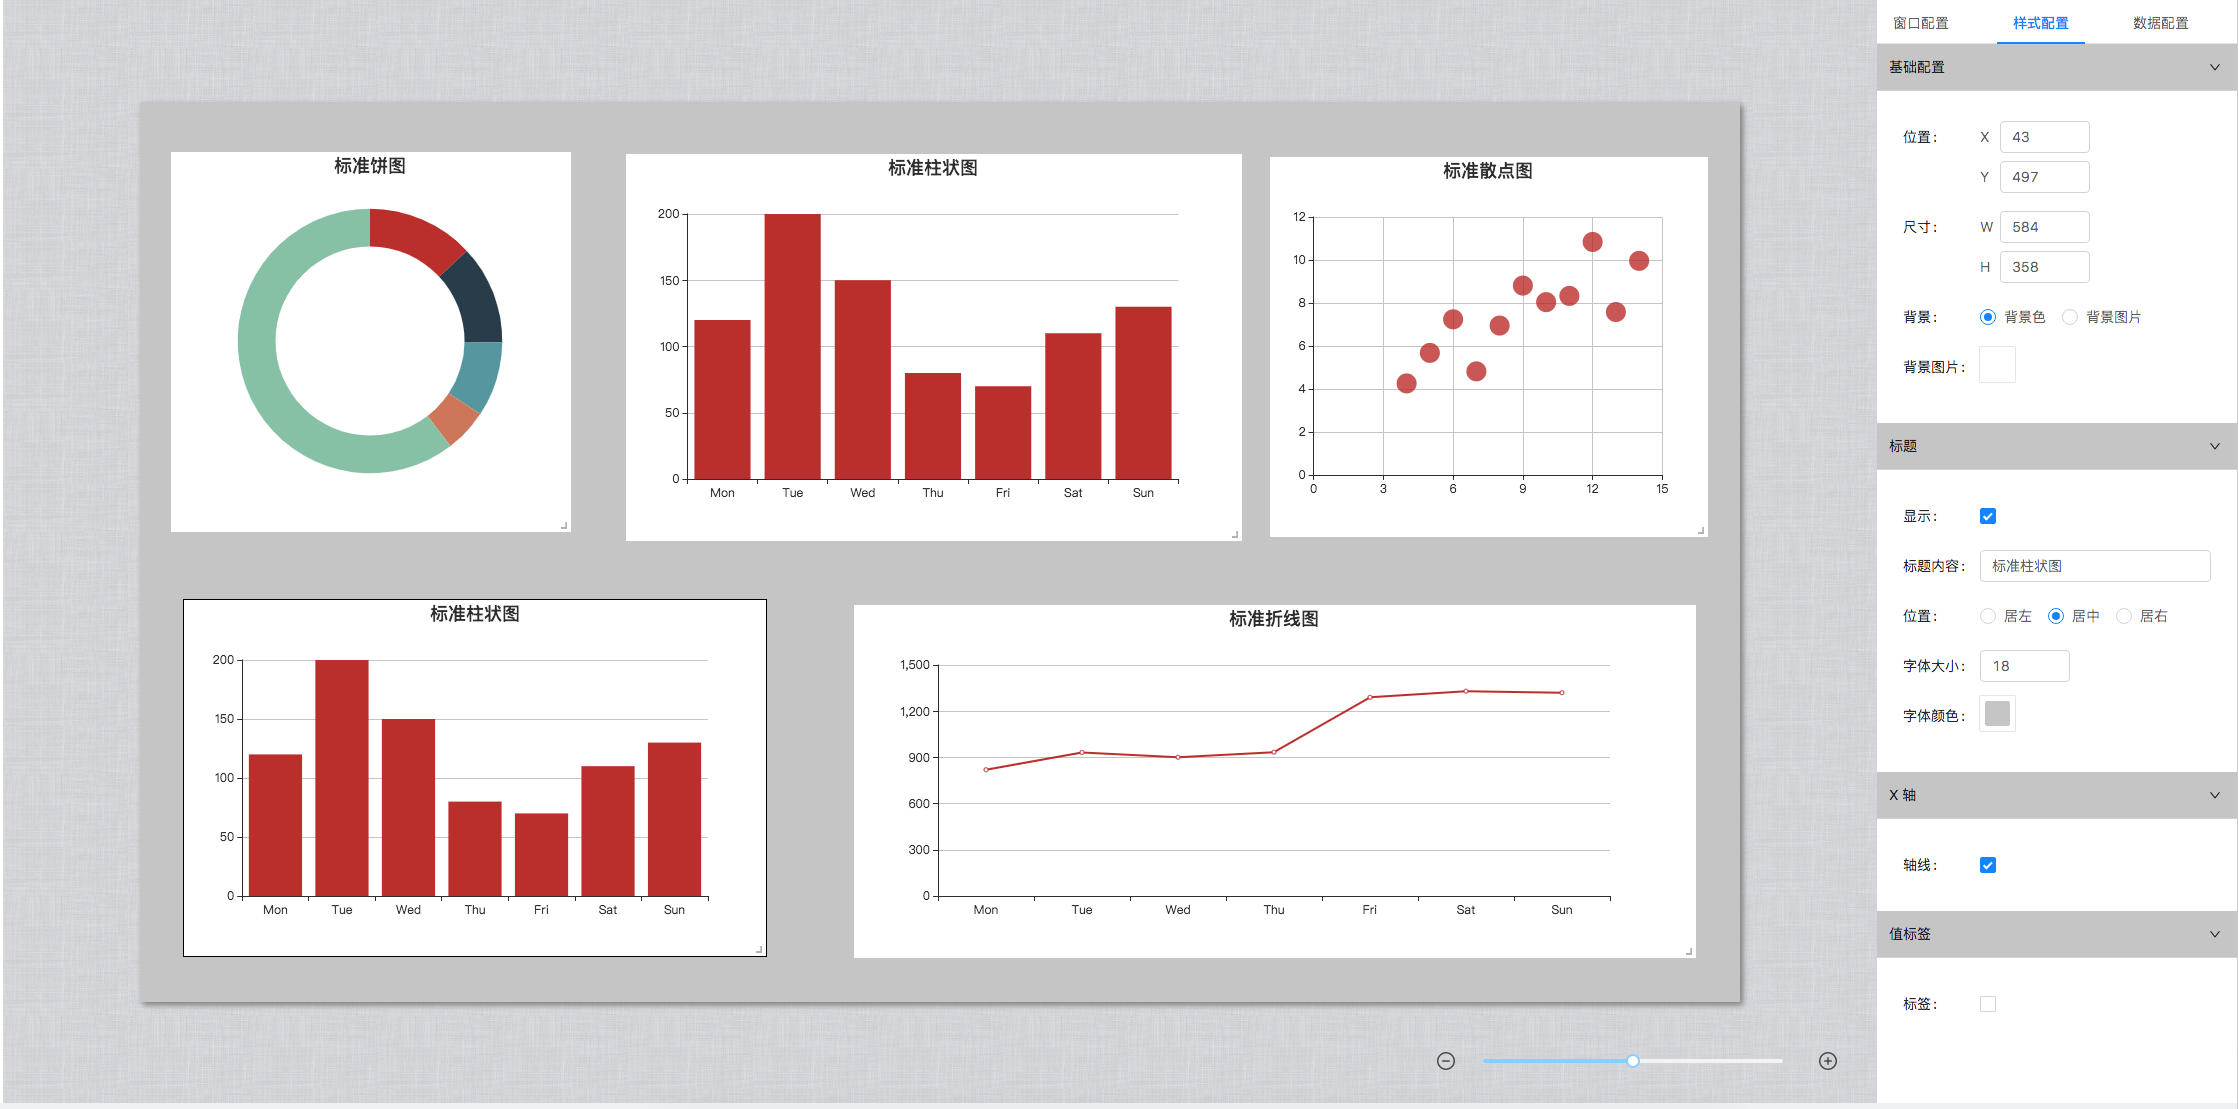 标准饼图
标准柱状图
200
150
100
50
0
Mon Tue Wed Thu Fri Sat Sun
标准散点图
12
10
8
6
4
2
0
0 3 6 9 12 15
标准柱状图
200
150
100
50
0
Mon Tue Wed Thu Fri Sat Sun
标准折线图
1,500
1,200
900
600
300
0
Mon Tue Wed Thu Fri Sat Sun
窗口配置 样式配置 数据配置
基础配置
位置: X 43
Y 497
尺寸: W 584
H 358
背景: 背景色 背景图片
背景图片:
标题
显示:
标题内容: 标准柱状图
位置: 居左 居中 居右
字体大小: 18
字体颜色:
X 轴
轴线:
值标签
标签: